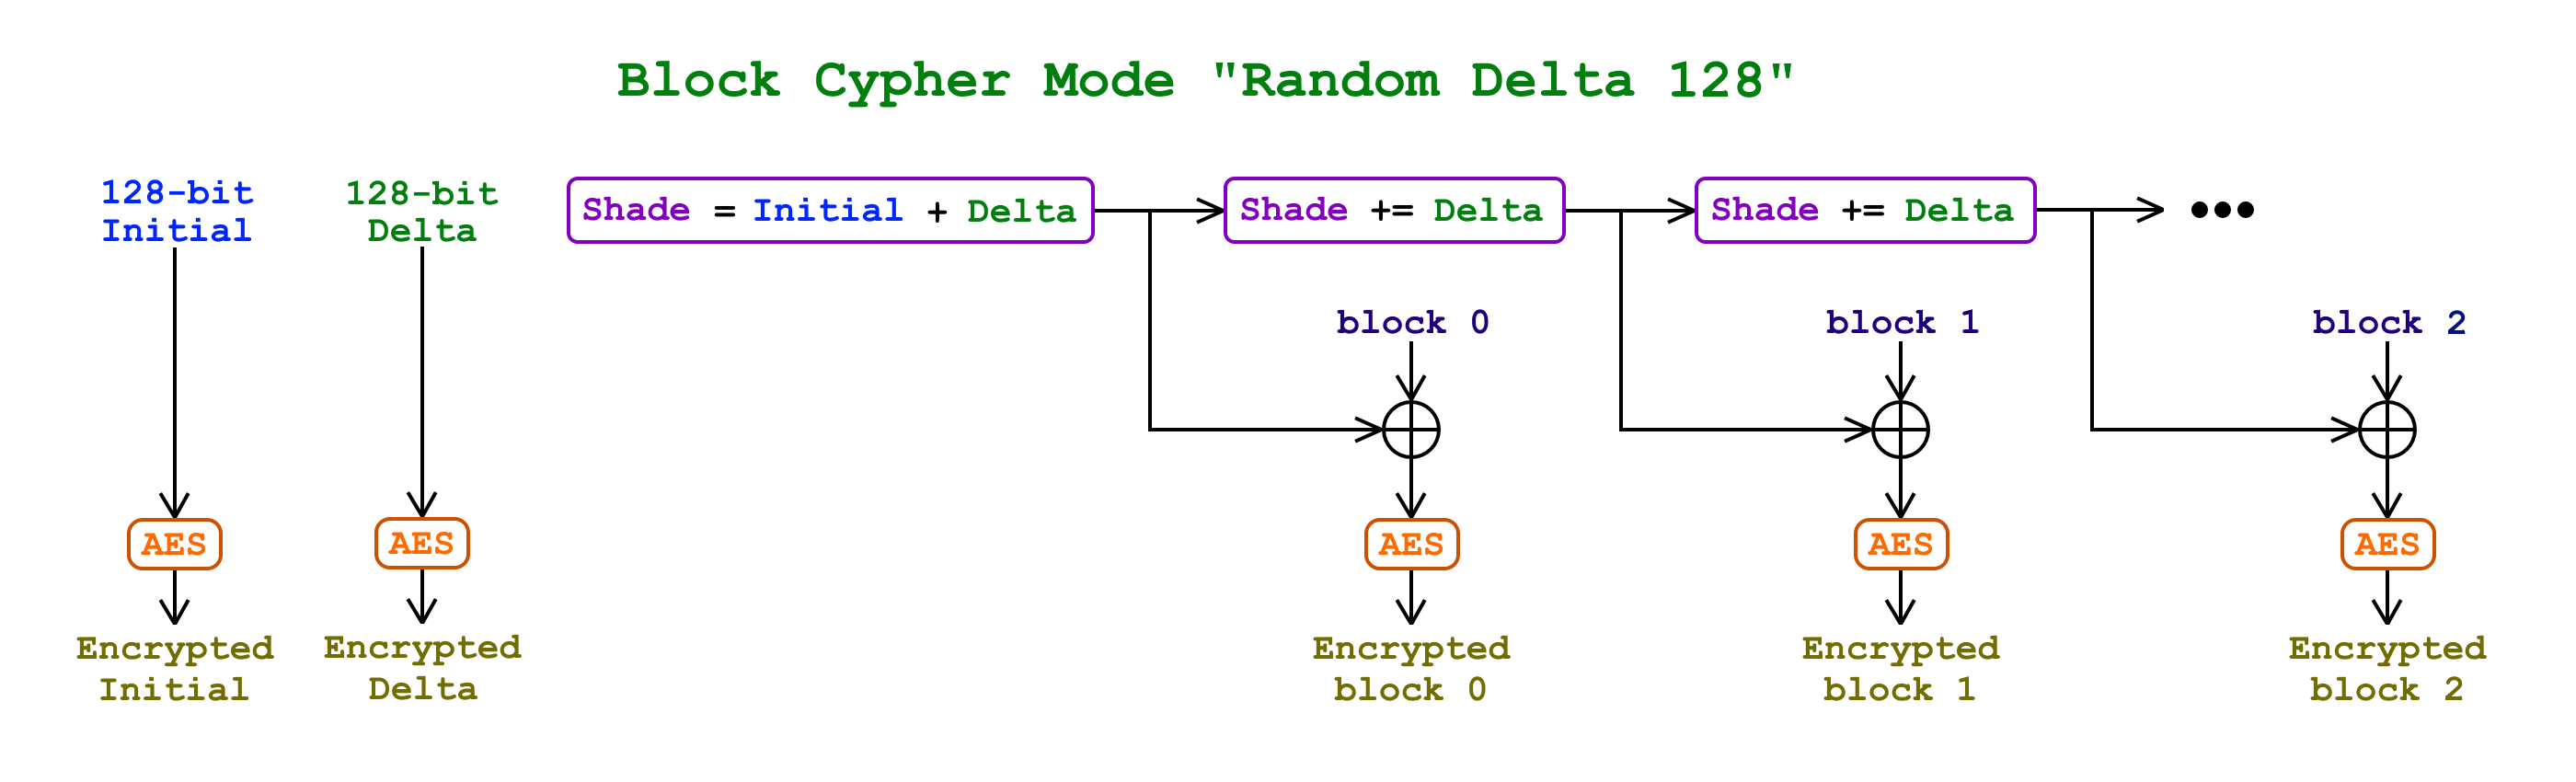 Block Cypher Mode "Random Delta 128"
128-bit
Initial
128-bit
Delta
Shade = Initial + Delta
Shade += Delta
Shade += Delta
block 0
block 1
block 2
AES
AES
AES
AES
AES
Encrypted
Initial
Encrypted
Delta
Encrypted
block 0
Encrypted
block 1
Encrypted
block 2